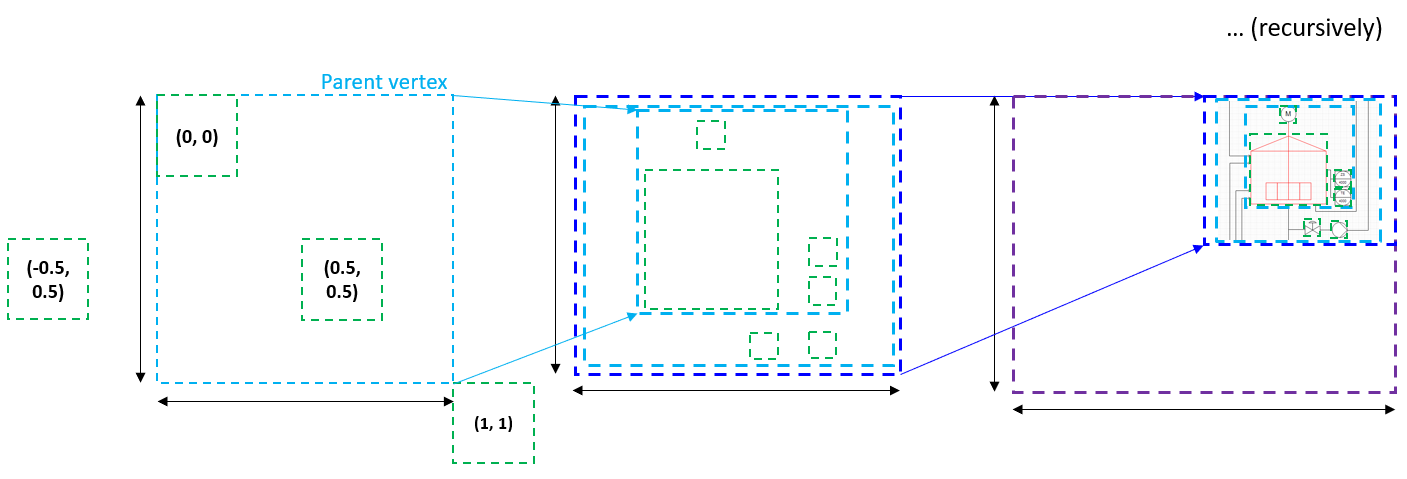 ... (recursively)
Parent vertex
(0, 0)
(-0.5,
0.5)
(0.5,
0.5)
(1, 1)
M